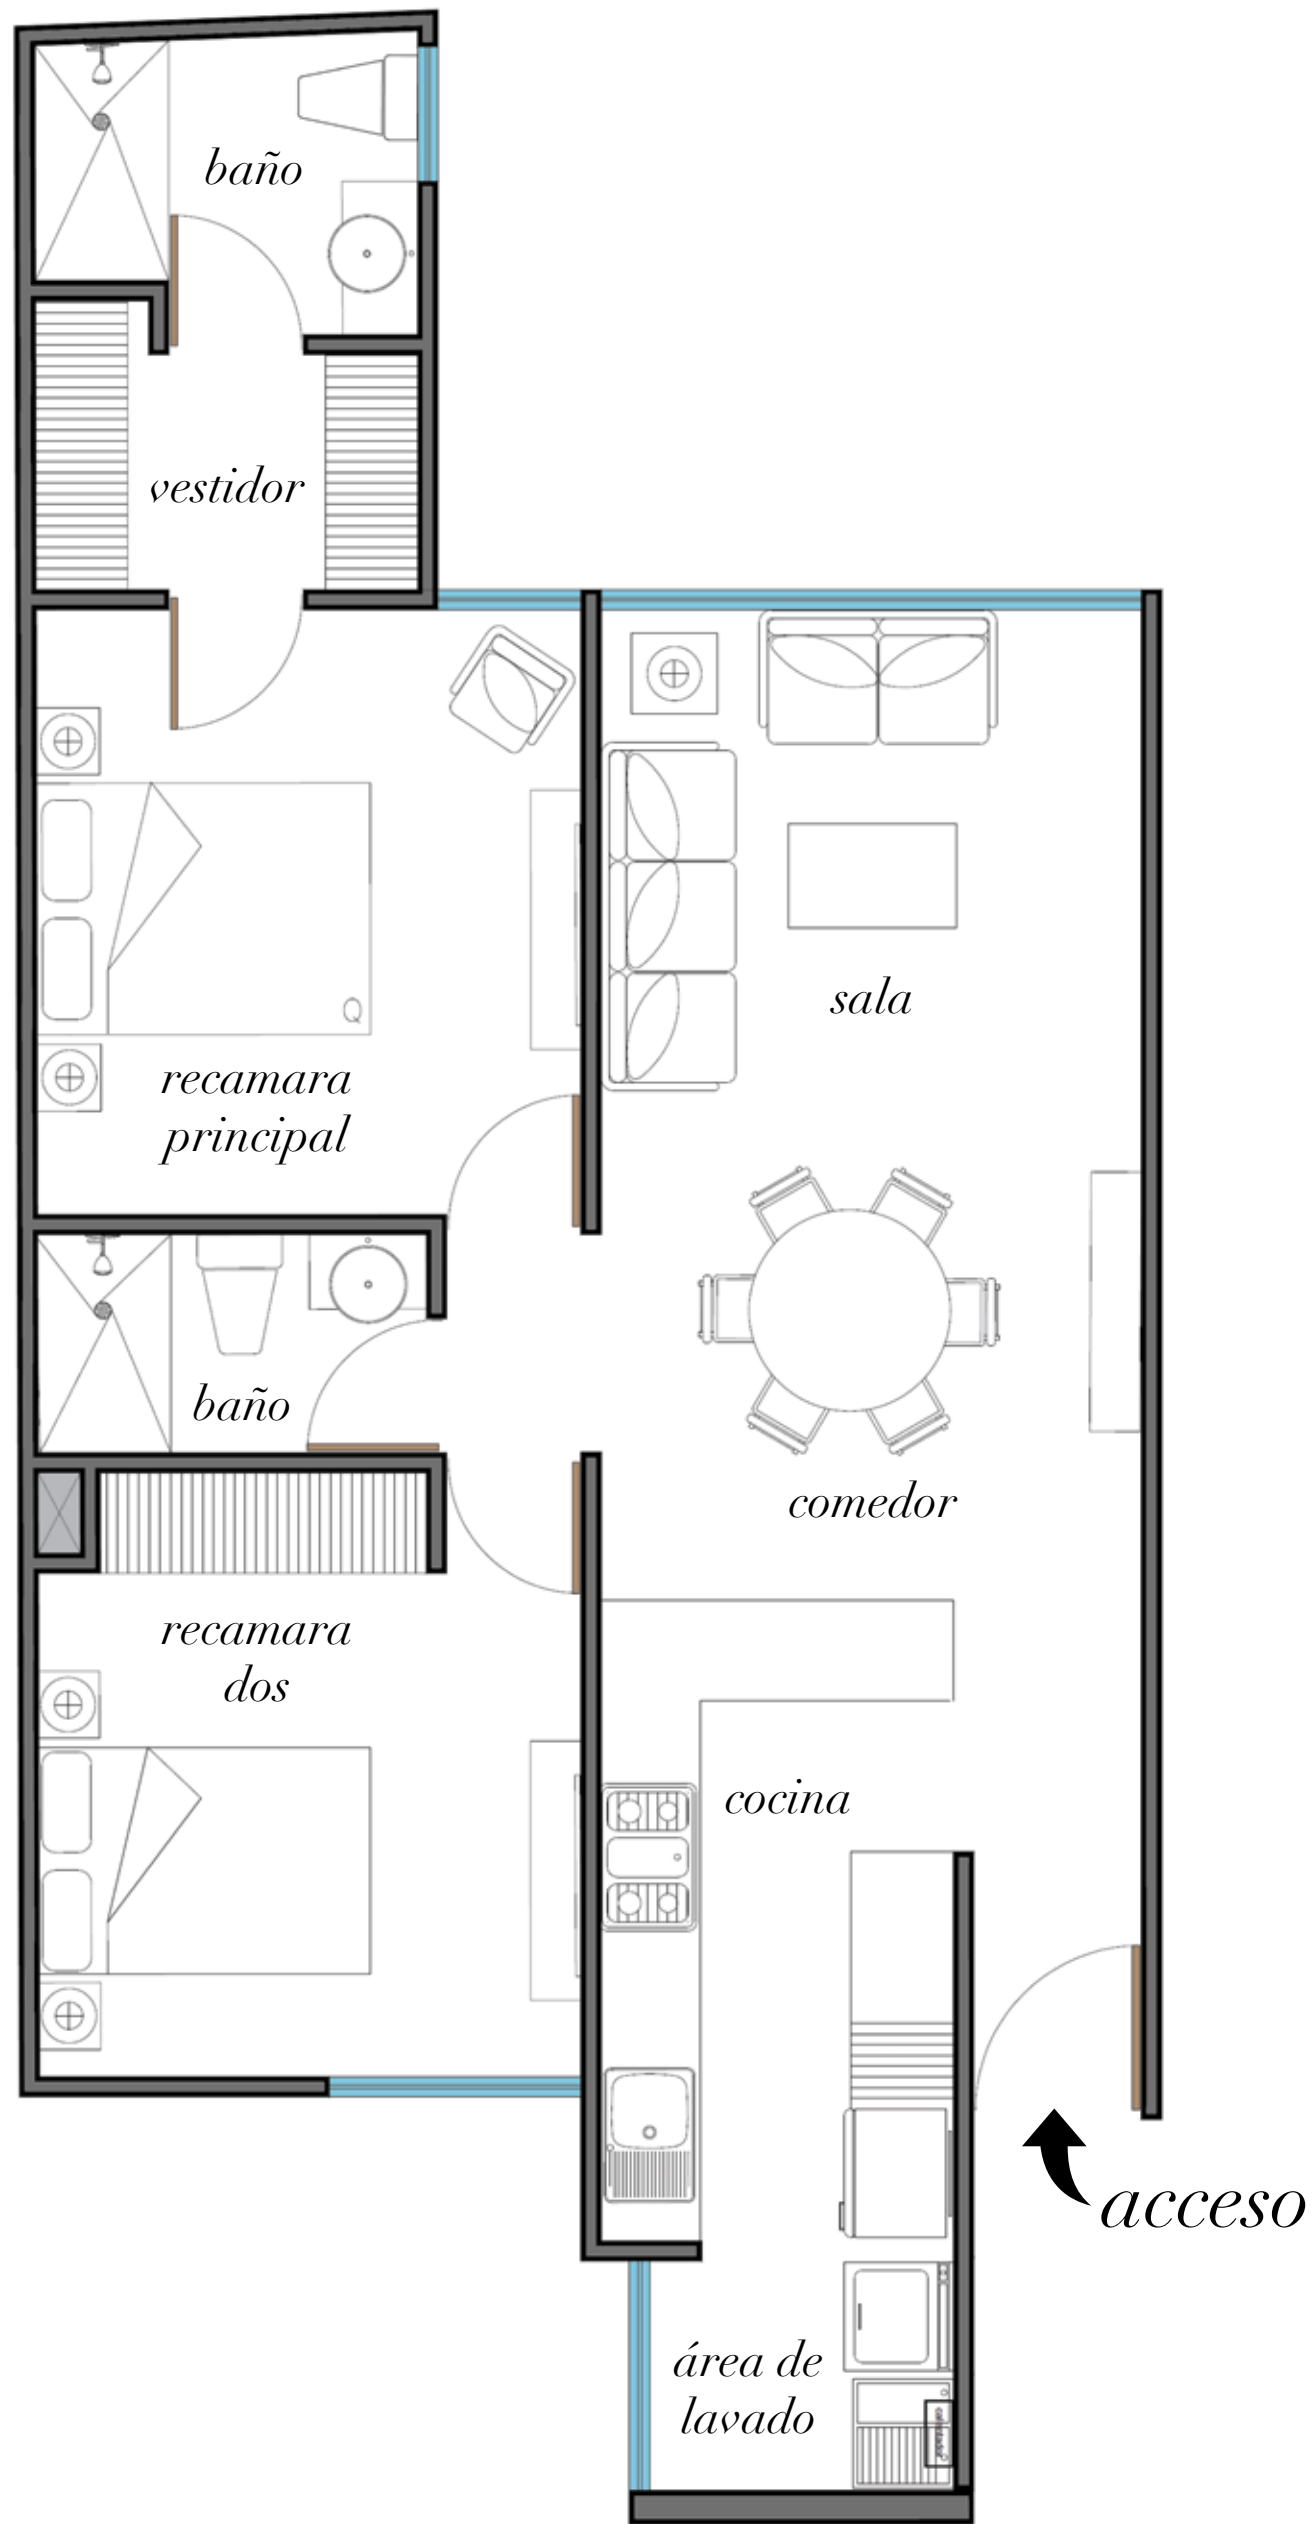 baño
vestidor
sala
recamara
principal
baño
comedor
recamara
dos
cocina
acceso
área de
lavado
Q